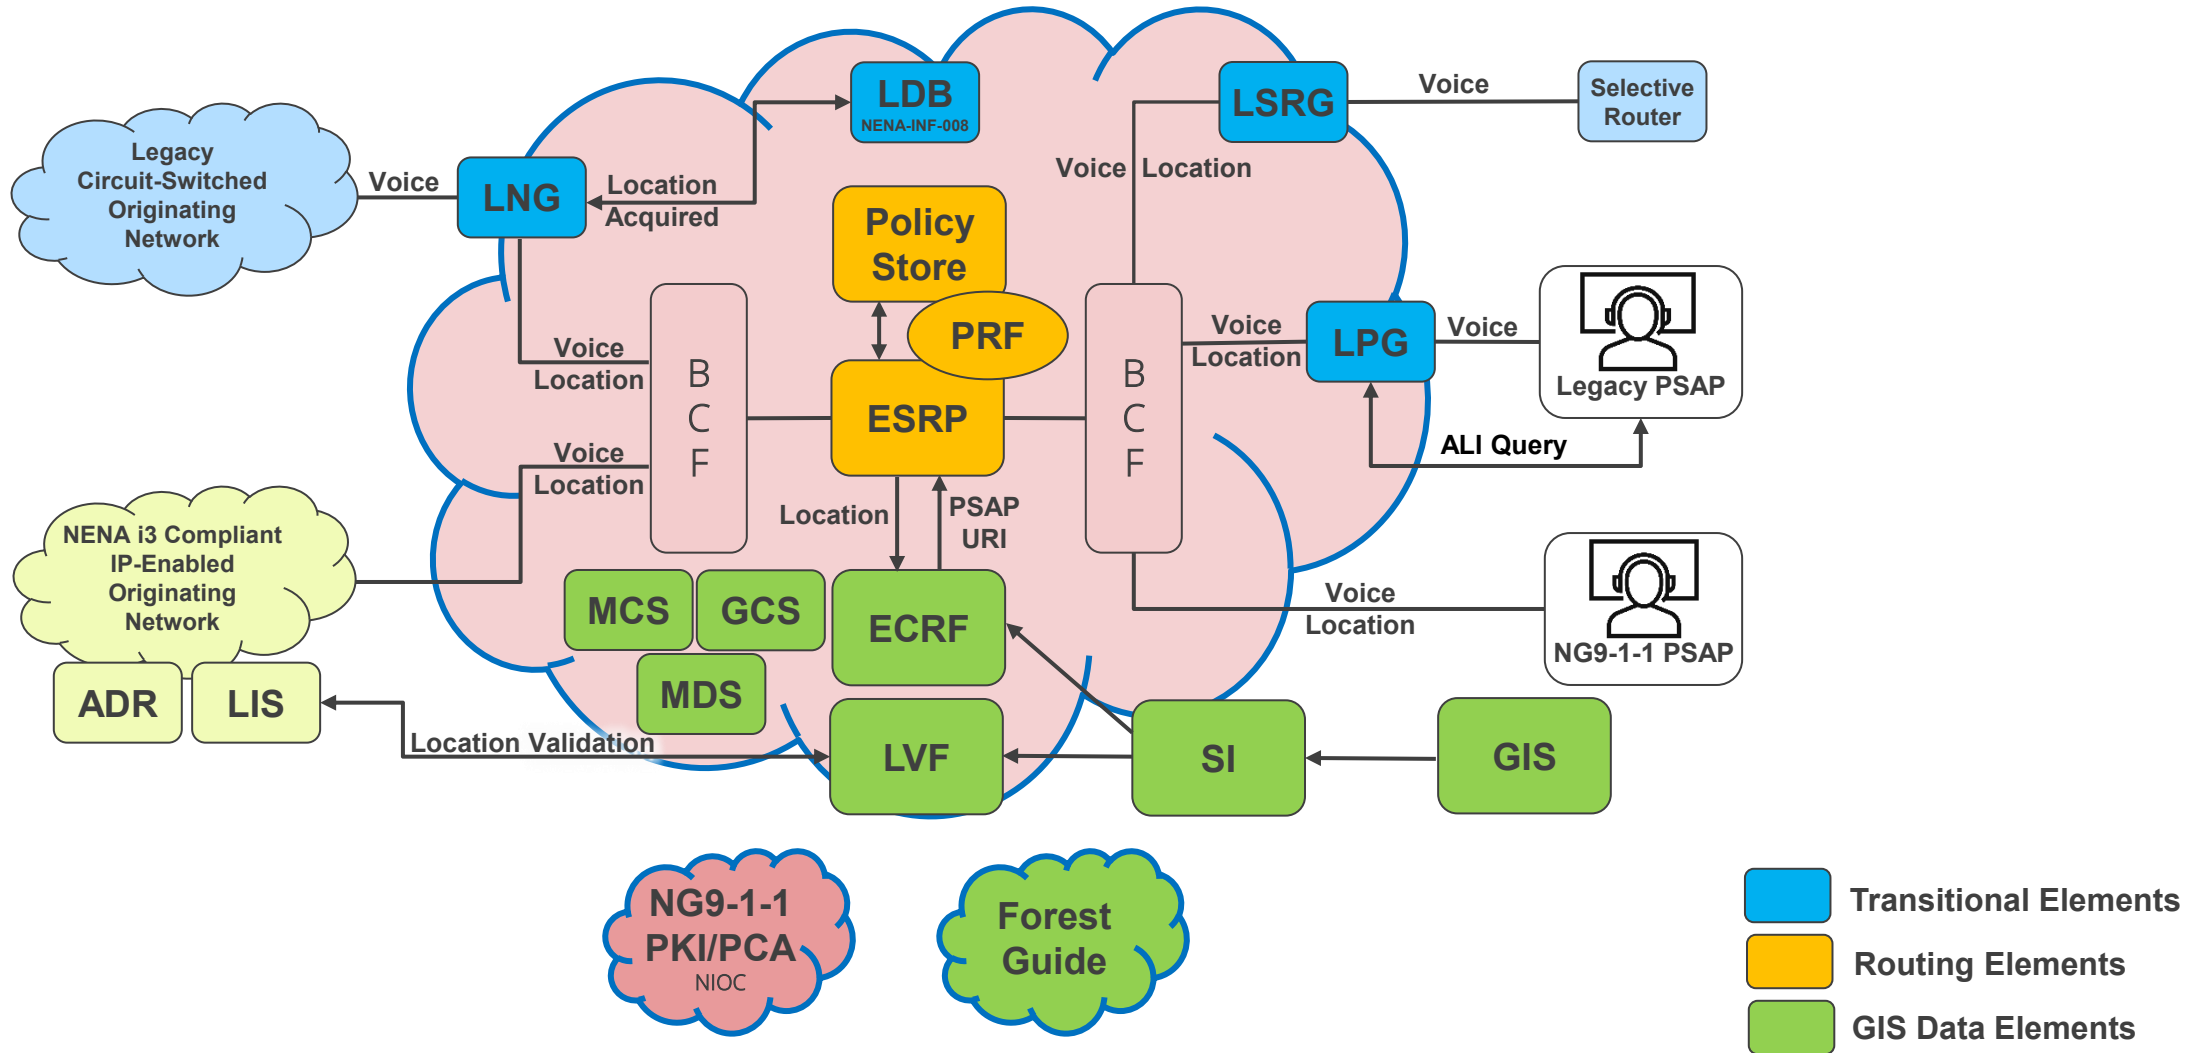 LDB
NENA-INF-008
LSRG
Voice
Selective
Router
Legacy
Circuit-Switched
Originating
Network
Voice
LNG
Location
Acquired
Voice
Location
Policy
Store
PRF
ESRP
B
C
F
B
C
F
Voice
Location
Voice
Location
LPG
Voice
Legacy PSAP
ALI Query
Voice
Location
NENA i3 Compliant
IP-Enabled
Originating
Network
ADR
LIS
Location
PSAP
URI
MCS
GCS
MDS
ECRF
Voice
Location
NG9-1-1 PSAP
Location Validation
LVF
SI
GIS
NG9-1-1
PKI/PCA
NIOC
Forest
Guide
Transitional Elements
Routing Elements
GIS Data Elements